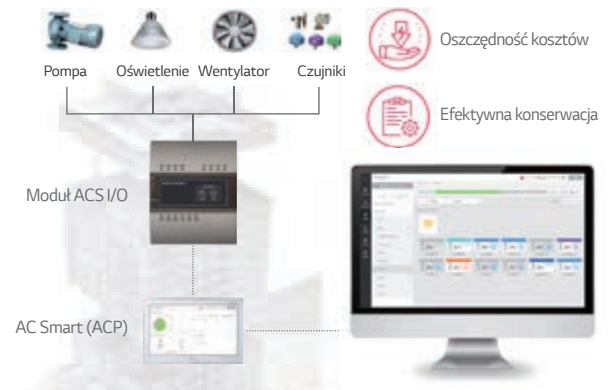 Oszczędność kosztów
Pompa
Oświetlenie
Wentylator
Czujniki
Efektywna konserwacja
Moduł ACS I/O
AC Smart (ACP)